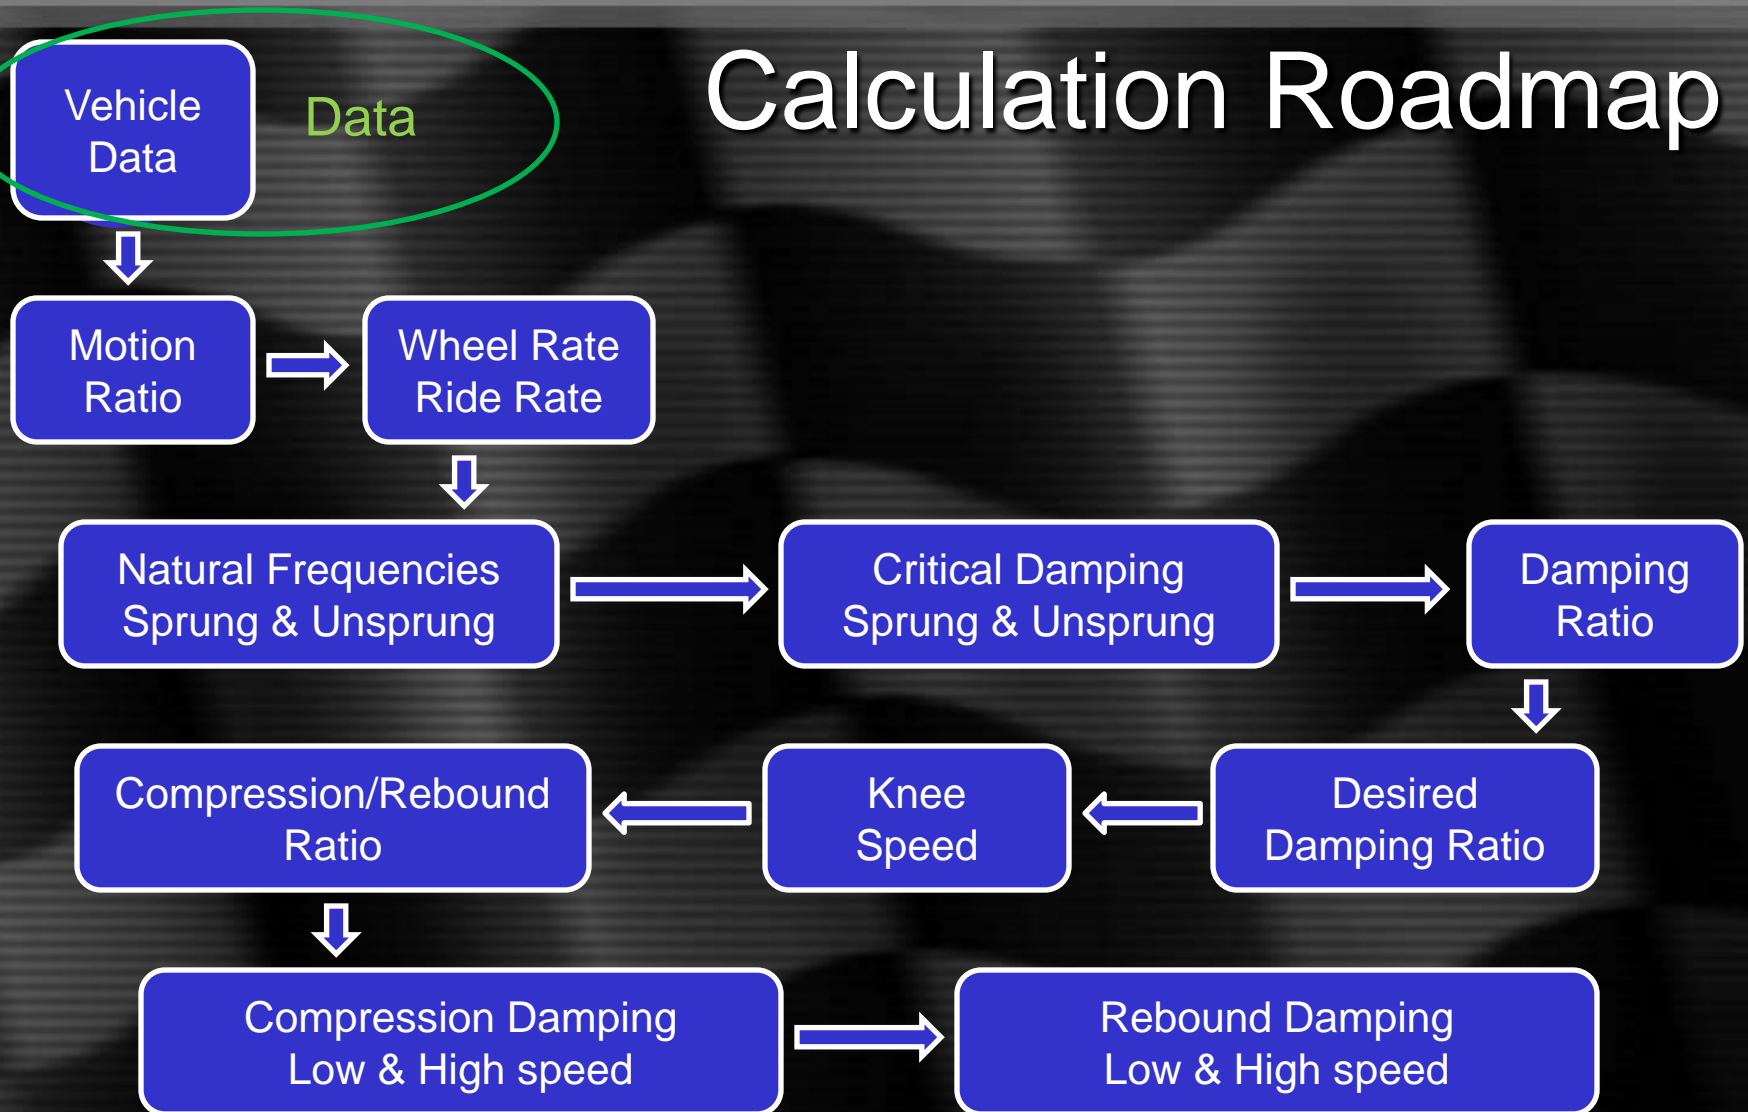 Calculation Roadmap
Vehicle
Data
Data
Motion
Ratio
Wheel Rate
Ride Rate
Natural Frequencies
Sprung & Unsprung
Critical Damping
Sprung & Unsprung
Damping
Ratio
Desired
Damping Ratio
Knee
Speed
Compression/Rebound
Ratio
Compression Damping
Low & High speed
Rebound Damping
Low & High speed